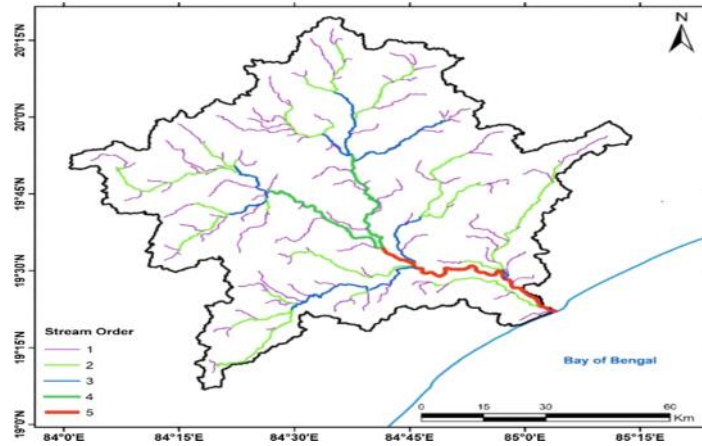 N
20°15'N
20°0'N
19°45'N
19°30'N
19°15'N
19°0'N
Stream Order
1
2
3
4
5
Bay of Bengal
Km
0 15 30 60
84°0'E 84°15'E 84°30'E 84°45'E 85°0'E 85°15'E